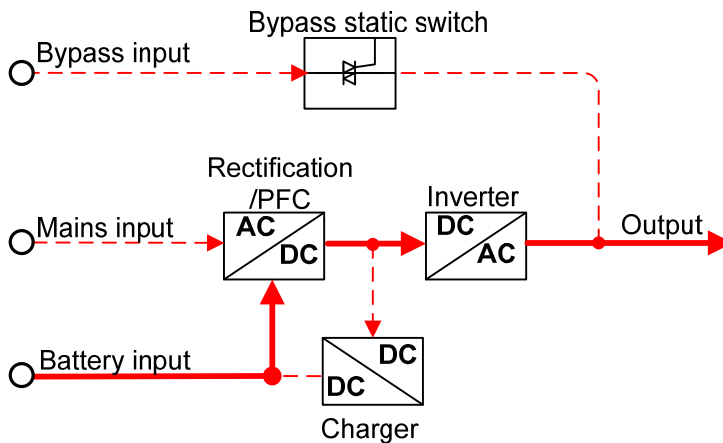 Bypass static switch
Bypass input
Rectification
/PFC
Inverter
Mains input
AC
DC
DC
AC
Output
Battery input
DC
DC
Charger